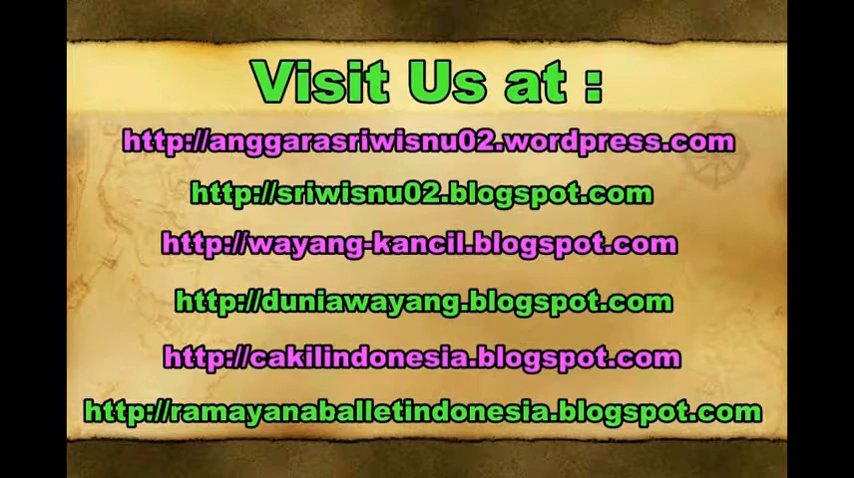 Visit Us at :
http://anggarasriwisnu02.wordpress.com
http://sriwisnu02.blogspot.com
http://wayang-kancil.blogspot.com
http://duniawayang.blogspot.com
http://cakilindonesia.blogspot.com
http://ramayanaballetindonesia.blogspot.com